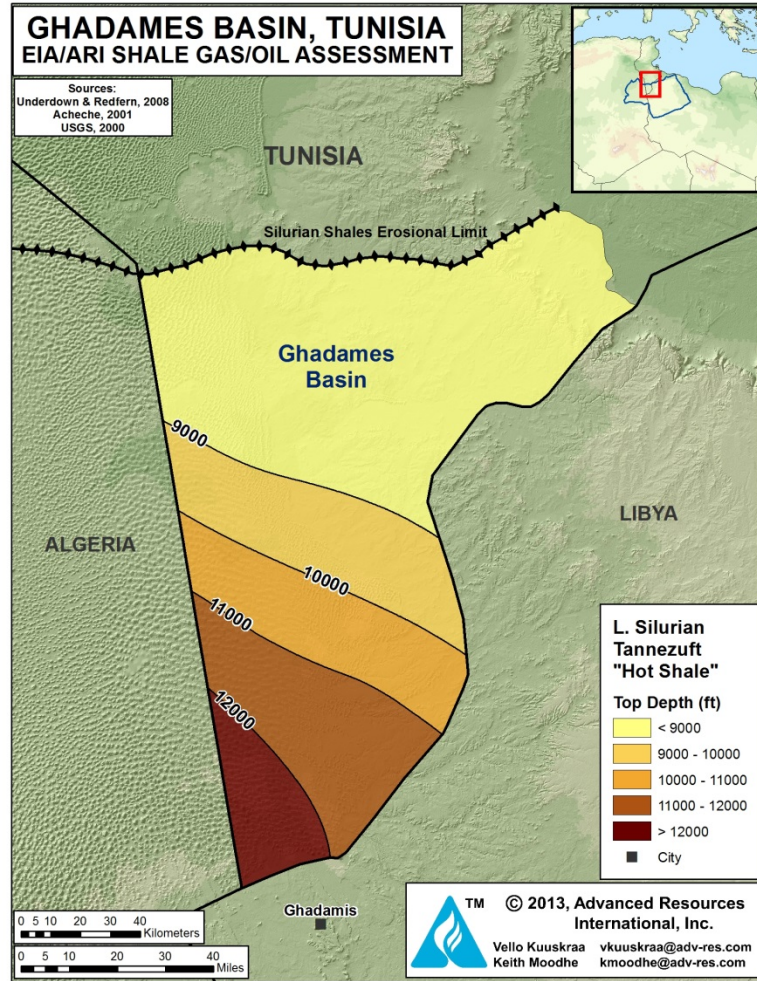 GHADAMES BASIN, TUNISIA
EIA/ARI SHALE GAS/OIL ASSESSMENT
Sources:
Underdown & Redfern, 2008
Acheche, 2001
USGS, 2000
TUNISIA
Silurian Shales Erosional Limit
Ghadames
Basin
9000
ALGERIA
LIBYA
10000
11000
12000
L. Silurian
Tannezuft
"Hot Shale"
Top Depth (ft)
< 9000
9000 - 10000
10000 - 11000
11000 - 12000
> 12000
City
Ghadamis
0 5 10 20 30 40
Kilometers
0 5 10 20 30 40
Miles
TM
© 2013, Advanced Resources
International, Inc.
Vello Kuuskraa vkuuskraa@adv-res.com
Keith Moodhe kmoodhe@adv-res.com